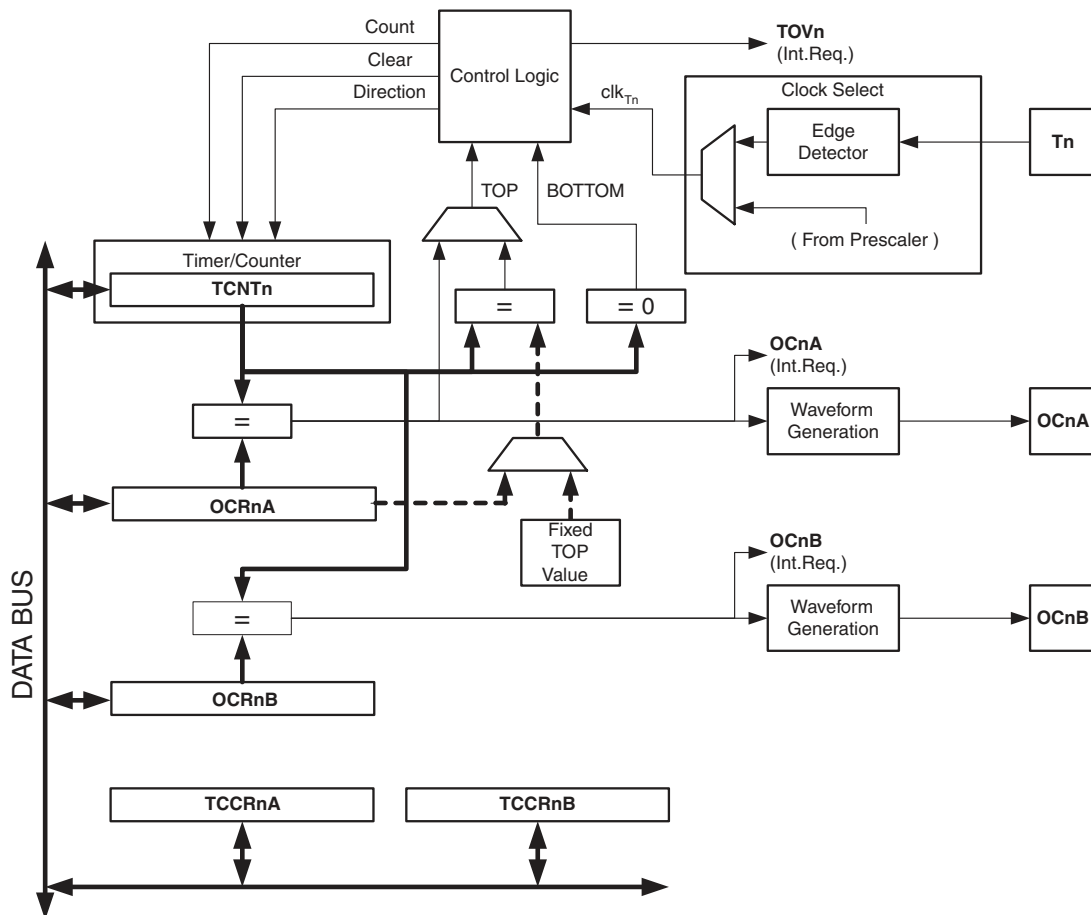 Count
Clear
Direction
Control Logic
TOVn
(Int.Req.)
clkTn
Clock Select
Edge
Detector
Tn
( From Prescaler )
TOP
BOTTOM
Timer/Counter
TCNTn
=
= 0
OCnA
(Int.Req.)
=
Waveform
Generation
OCnA
OCRnA
Fixed
TOP
Value
OCnB
(Int.Req.)
=
Waveform
Generation
OCnB
OCRnB
DATA BUS
TCCRnA
TCCRnB